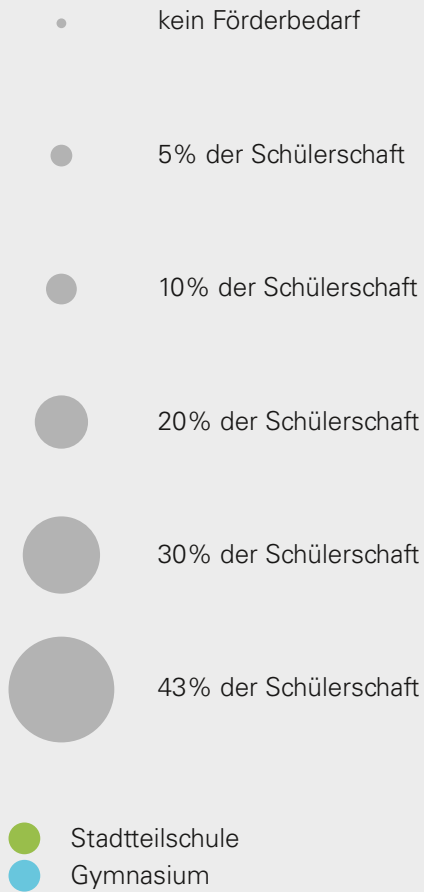 kein Förderbedarf
5% der Schülerschaft
10% der Schülerschaft
20% der Schülerschaft
30% der Schülerschaft
43% der Schülerschaft
Stadtteilschule
Gymnasium